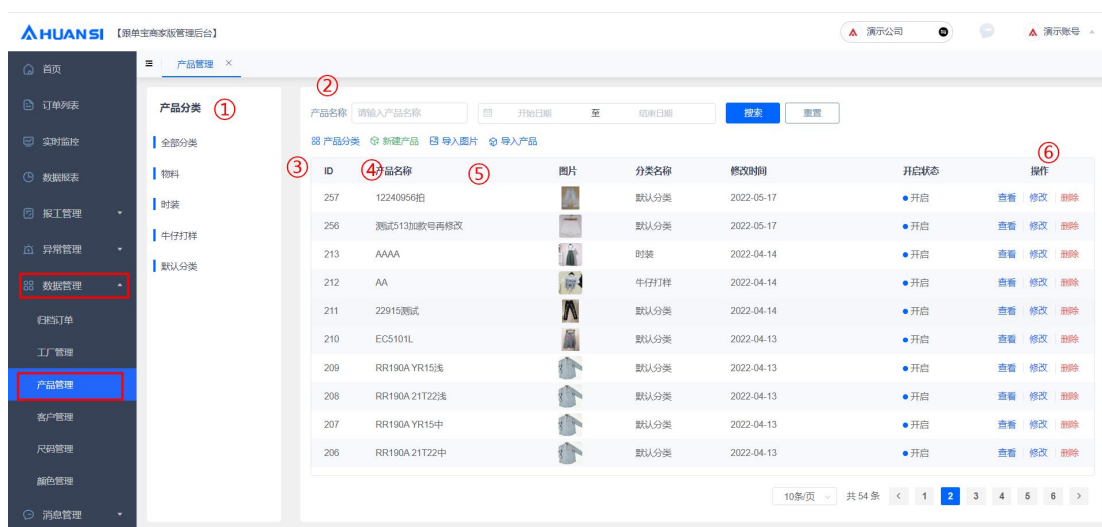 HUANSI 【跟单宝商家版管理后台】 演示公司 演示账号
首页
订单列表
实时监控
数据报表
报工管理
异常管理
数据管理
归档订单
工厂管理
产品管理
客户管理
尺码管理
颜色管理
消息管理
产品管理 ×
产品分类 ①
全部分类
物料
时装
牛仔打样
默认分类
②
产品名称 请输入产品名称 开始日期 至 结束日期 搜索 重置
产品分类 新建产品 导入图片 导入产品
③ ④ ⑤ ⑥
ID 产品名称 图片 分类名称 修改时间 开启状态 操作
257 12240956拍 默认分类 2022-05-17 开启 查看 修改 删除
256 测试513加款号再修改 默认分类 2022-05-17 开启 查看 修改 删除
213 AAAA 时装 2022-04-14 开启 查看 修改 删除
212 AA 牛仔打样 2022-04-14 开启 查看 修改 删除
211 22915测试 默认分类 2022-04-14 开启 查看 修改 删除
210 EC5101L 默认分类 2022-04-13 开启 查看 修改 删除
209 RR190A YR15浅 默认分类 2022-04-13 开启 查看 修改 删除
208 RR190A 21T22浅 默认分类 2022-04-13 开启 查看 修改 删除
207 RR190A YR15中 默认分类 2022-04-13 开启 查看 修改 删除
206 RR190A 21T22中 默认分类 2022-04-13 开启 查看 修改 删除
10条/页 共 54 条 < 1 2 3 4 5 6 >